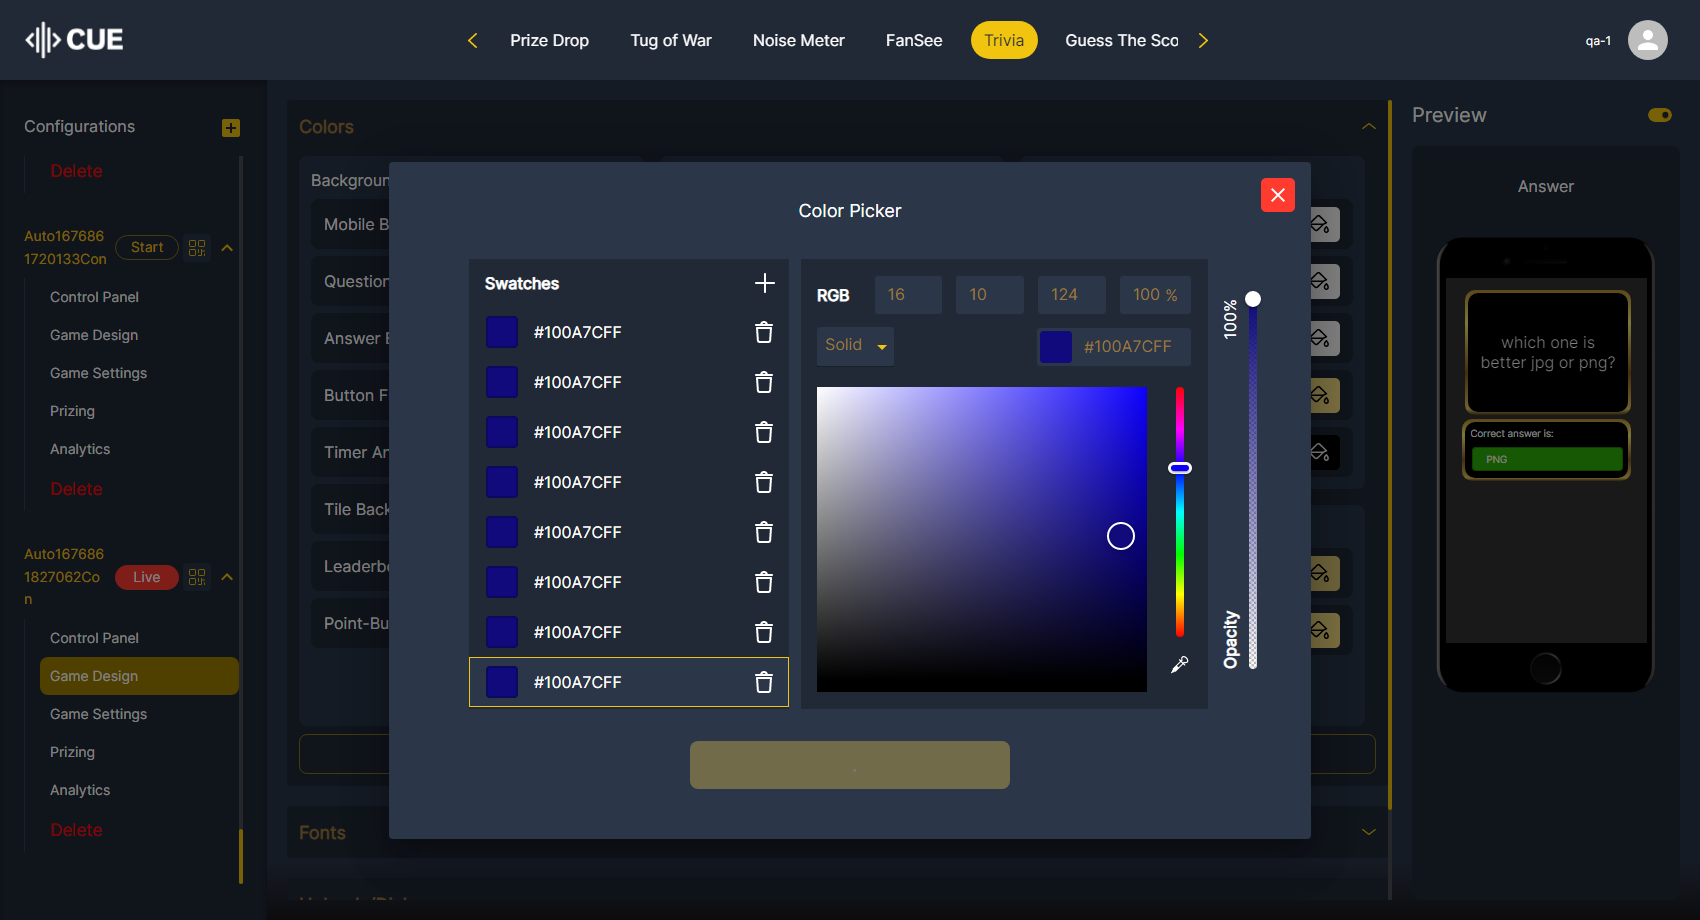 CUE
Prize Drop
Tug of War
Noise Meter
FanSee
Trivia
Guess The Sco
qa-1
Configurations
Delete
Auto167686
1720133Con
Start
Control Panel
Game Design
Game Settings
Prizing
Analytics
Delete
Auto167686
1827062Co
n
Live
Control Panel
Game Design
Game Settings
Prizing
Analytics
Delete
Colors
Backgroun
Mobile B
Question
Answer
Button F
Timer An
Tile Back
Leaderb
Point-Bu
Fonts
Color Picker
Swatches
#100A7CFF
#100A7CFF
#100A7CFF
#100A7CFF
#100A7CFF
#100A7CFF
#100A7CFF
#100A7CFF
RGB
16
10
124
100 %
Solid
#100A7CFF
100%
Opacity
Preview
Answer
which one is
better jpg or png?
Correct answer is:
PNG